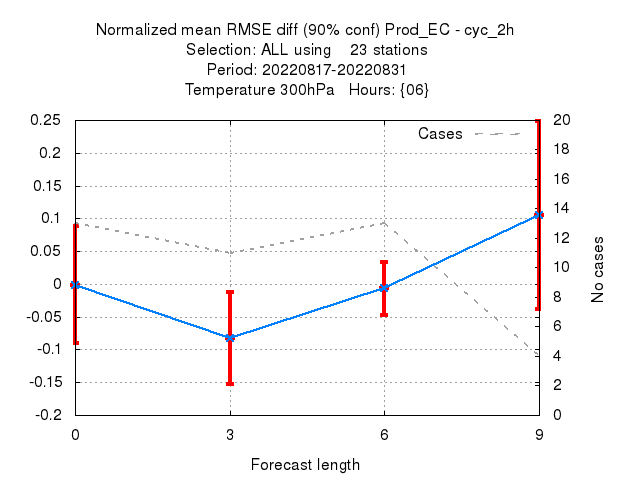 Normalized mean RMSE diff (90% conf) Prod_EC - cyc_2h
Selection: ALL using    23 stations
Period: 20220817-20220831
Temperature 300hPa   Hours: {06}
Cases
0.25
0.2
0.15
0.1
0.05
0
-0.05
-0.1
-0.15
-0.2
20
18
16
14
12
10
8
6
4
2
0
No cases
0 3 6 9
Forecast length